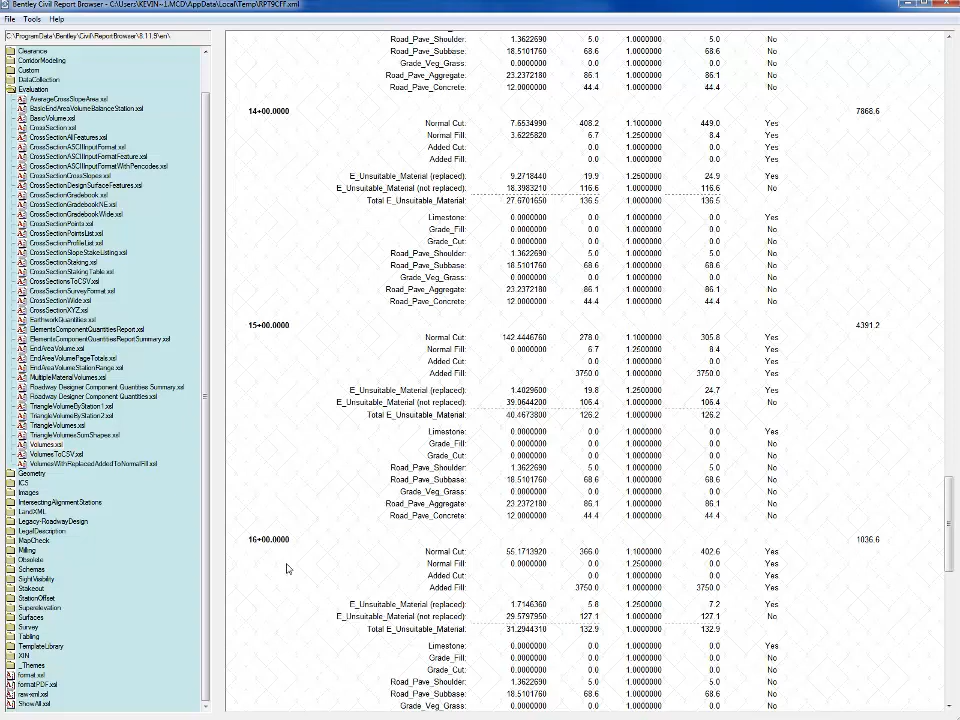 Bentley Civil Report Browser - C:\Users\KEVIN~1.MCD\AppData\Local\Temp\RPT9CFF.xml
File Tools Help
C:\ProgramData\Bentley\Civil\ReportBrowser\8.11.9\en\
Clearance
CorridorModeling
Custom
DataCollection
Evaluation
AverageCrossSlopeArea.xsl
BasicEndAreaVolumeBalanceStation.xsl
BasicVolume.xsl
CrossSection.xsl
CrossSectionAllFeatures.xsl
CrossSectionASCIIInputFormat.xsl
CrossSectionASCIIInputFormatFeature.xsl
CrossSectionASCIIInputFormatWithPencodes.xsl
CrossSectionCrossSlopes.xsl
CrossSectionDesignSurfaceFeatures.xsl
CrossSectionGradebook.xsl
CrossSectionGradebookNE.xsl
CrossSectionGradebookWide.xsl
CrossSectionPoints.xsl
CrossSectionPointsList.xsl
CrossSectionProfileList.xsl
CrossSectionSlopeStakeListing.xsl
CrossSectionStaking.xsl
CrossSectionStakingTable.xsl
CrossSectionsToCSV.xsl
CrossSectionSurveyFormat.xsl
CrossSectionWide.xsl
CrossSectionXYZ.xsl
EarthworkQuantities.xsl
ElementsComponentQuantitiesReport.xsl
ElementsComponentQuantitiesReportSummary.xsl
EndAreaVolume.xsl
EndAreaVolumePageTotals.xsl
EndAreaVolumeStationRange.xsl
MultipleMaterialVolumes.xsl
Roadway Designer Component Quantities Summary.xsl
Roadway Designer Component Quantities.xsl
TriangleVolumeByStation1.xsl
TriangleVolumeByStation2.xsl
TriangleVolumes.xsl
TriangleVolumesSumShapes.xsl
Volumes.xsl
VolumesToCSV.xsl
VolumesWithReplacedAddedToNormalFill.xsl
Geometry
ICS
Images
IntersectingAlignmentStations
LandXML
Legacy-RoadwayDesign
LegalDescription
MapCheck
Milling
Obsolete
Schemas
SightVisibility
Stakeout
StationOffset
Superelevation
Surfaces
Survey
Tabling
TemplateLibrary
XIN
_Themes
format.xsl
formatPDF.xsl
raw-xml.xsl
ShowAll.xsl
Road_Pave_Shoulder: 1.3622690 5.0 1.0000000 5.0 No
Road_Pave_Subbase: 18.5101760 68.6 1.0000000 68.6 No
Grade_Veg_Grass: 0.0000000 0.0 1.0000000 0.0 No
Road_Pave_Aggregate: 23.2372180 86.1 1.0000000 86.1 No
Road_Pave_Concrete: 12.0000000 44.4 1.0000000 44.4 No
14+00.0000 7868.6
Normal Cut: 7.6534990 408.2 1.1000000 449.0 Yes
Normal Fill: 3.6225820 6.7 1.2500000 8.4 Yes
Added Cut: 0.0 1.0000000 0.0 Yes
Added Fill: 0.0 1.0000000 0.0 Yes
E_Unsuitable_Material (replaced): 9.2718440 19.9 1.2500000 24.9 Yes
E_Unsuitable_Material (not replaced): 18.3983210 116.6 1.0000000 116.6 No
Total E_Unsuitable_Material: 27.6701650 136.5 1.0000000 136.5
Limestone: 0.0000000 0.0 1.0000000 0.0 Yes
Grade_Fill: 0.0000000 0.0 1.0000000 0.0 No
Grade_Cut: 0.0000000 0.0 1.0000000 0.0 No
Road_Pave_Shoulder: 1.3622690 5.0 1.0000000 5.0 No
Road_Pave_Subbase: 18.5101760 68.6 1.0000000 68.6 No
Grade_Veg_Grass: 0.0000000 0.0 1.0000000 0.0 No
Road_Pave_Aggregate: 23.2372180 86.1 1.0000000 86.1 No
Road_Pave_Concrete: 12.0000000 44.4 1.0000000 44.4 No
15+00.0000 4391.2
Normal Cut: 142.4446760 278.0 1.1000000 305.8 Yes
Normal Fill: 0.0000000 6.7 1.2500000 8.4 Yes
Added Cut: 0.0 1.0000000 0.0 Yes
Added Fill: 3750.0 1.0000000 3750.0 Yes
E_Unsuitable_Material (replaced): 1.4029600 19.8 1.2500000 24.7 Yes
E_Unsuitable_Material (not replaced): 39.0644200 106.4 1.0000000 106.4 No
Total E_Unsuitable_Material: 40.4673800 126.2 1.0000000 126.2
Limestone: 0.0000000 0.0 1.0000000 0.0 Yes
Grade_Fill: 0.0000000 0.0 1.0000000 0.0 No
Grade_Cut: 0.0000000 0.0 1.0000000 0.0 No
Road_Pave_Shoulder: 1.3622690 5.0 1.0000000 5.0 No
Road_Pave_Subbase: 18.5101760 68.6 1.0000000 68.6 No
Grade_Veg_Grass: 0.0000000 0.0 1.0000000 0.0 No
Road_Pave_Aggregate: 23.2372180 86.1 1.0000000 86.1 No
Road_Pave_Concrete: 12.0000000 44.4 1.0000000 44.4 No
16+00.0000 1036.6
Normal Cut: 55.1713920 366.0 1.1000000 402.6 Yes
Normal Fill: 0.0000000 0.0 1.2500000 0.0 Yes
Added Cut: 0.0 1.0000000 0.0 Yes
Added Fill: 3750.0 1.0000000 3750.0 Yes
E_Unsuitable_Material (replaced): 1.7146360 5.8 1.2500000 7.2 Yes
E_Unsuitable_Material (not replaced): 29.5797950 127.1 1.0000000 127.1 No
Total E_Unsuitable_Material: 31.2944310 132.9 1.0000000 132.9
Limestone: 0.0000000 0.0 1.0000000 0.0 Yes
Grade_Fill: 0.0000000 0.0 1.0000000 0.0 No
Grade_Cut: 0.0000000 0.0 1.0000000 0.0 No
Road_Pave_Shoulder: 1.3622690 5.0 1.0000000 5.0 No
Road_Pave_Subbase: 18.5101760 68.6 1.0000000 68.6 No
Grade_Veg_Grass: 0.0000000 0.0 1.0000000 0.0 No